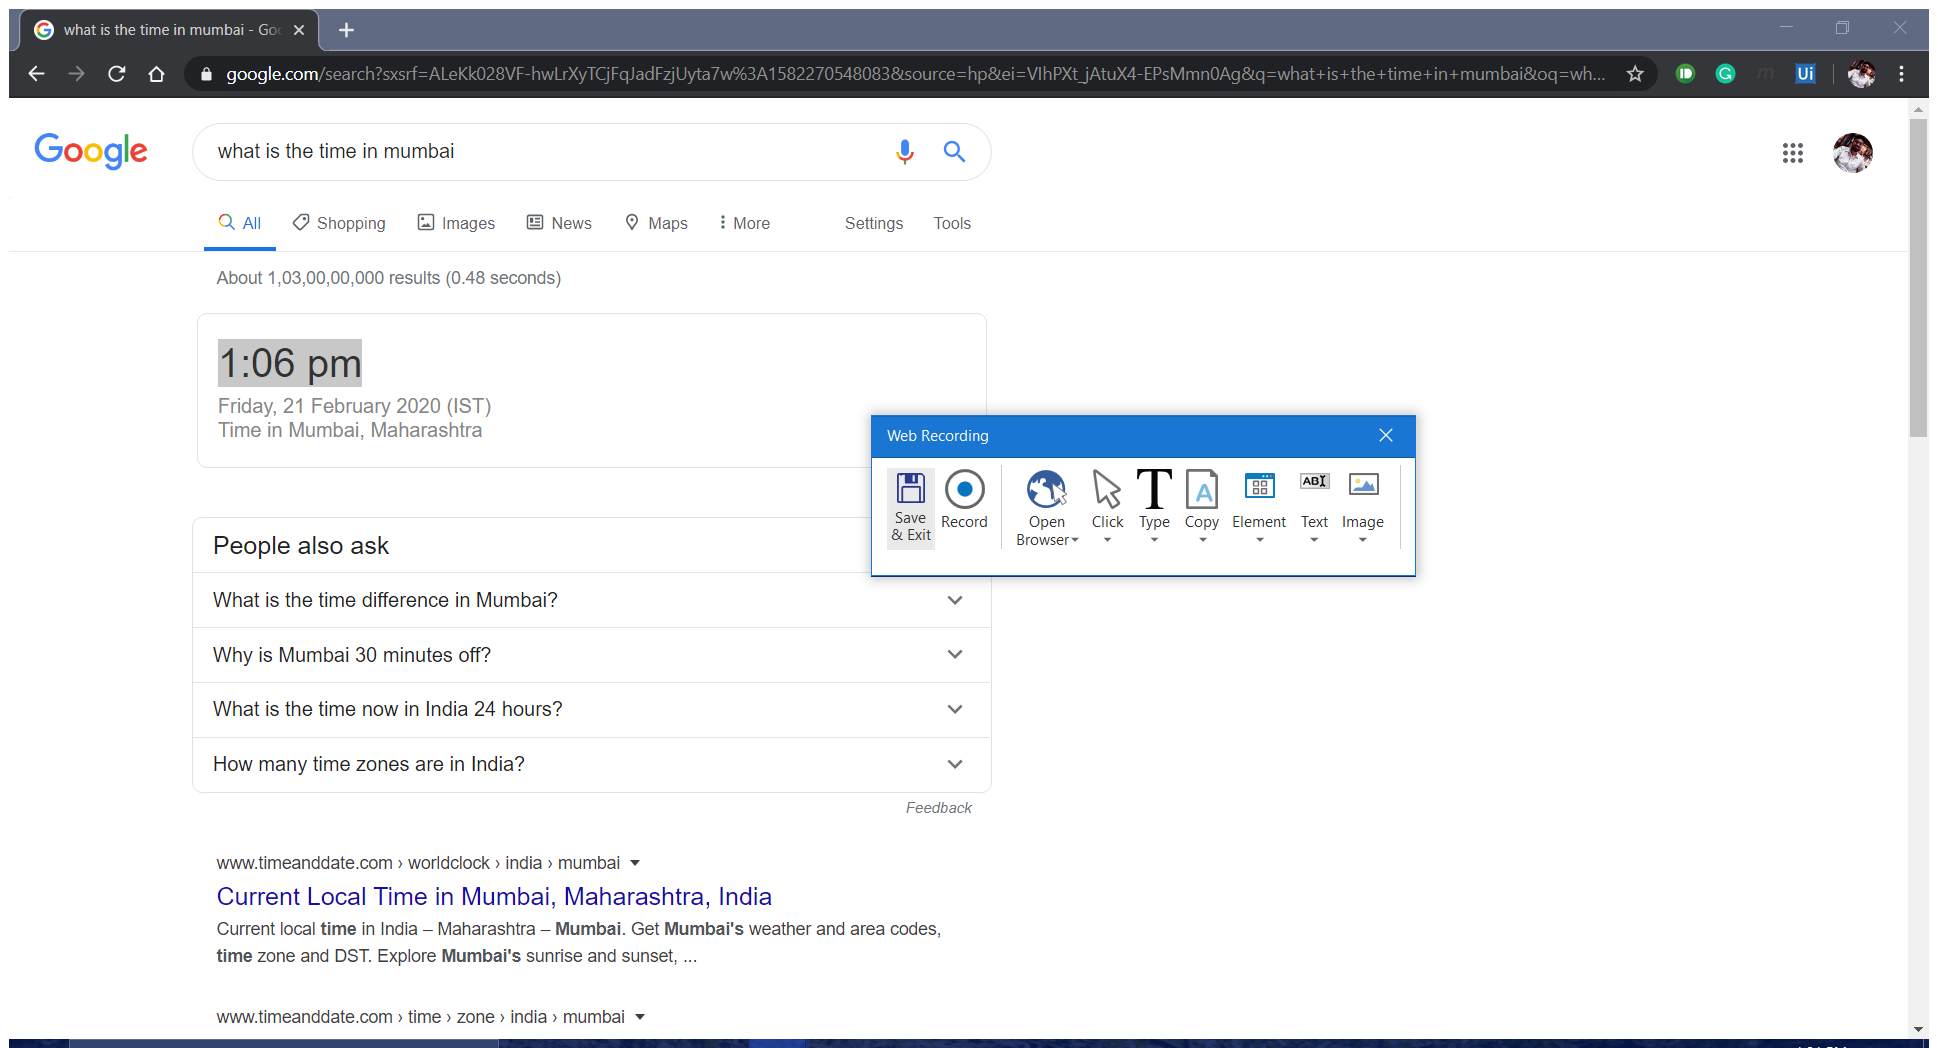 what is the time in mumbai - Goo
google.com/search?sxsrf=ALeKk028VF-hwLrXyTCjFqJadFzjUyta7w%3A1582270548083&source=hp&ei=VIhPXt_jAtuX4-EPsMmn0Ag&q=what+is+the+time+in+mumbai&oq=wh...
Ui
Google
what is the time in mumbai
All Shopping Images News Maps More Settings Tools
About 1,03,00,00,000 results (0.48 seconds)
1:06 pm
Friday, 21 February 2020 (IST)
Time in Mumbai, Maharashtra
Web Recording
Save & Exit
Record
Open Browser
Click
Type
Copy
Element
Text
Image
People also ask
What is the time difference in Mumbai?
Why is Mumbai 30 minutes off?
What is the time now in India 24 hours?
How many time zones are in India?
Feedback
www.timeanddate.com › worldclock › india › mumbai
Current Local Time in Mumbai, Maharashtra, India
Current local time in India – Maharashtra – Mumbai. Get Mumbai's weather and area codes,
time zone and DST. Explore Mumbai's sunrise and sunset, ...
www.timeanddate.com › time › zone › india › mumbai